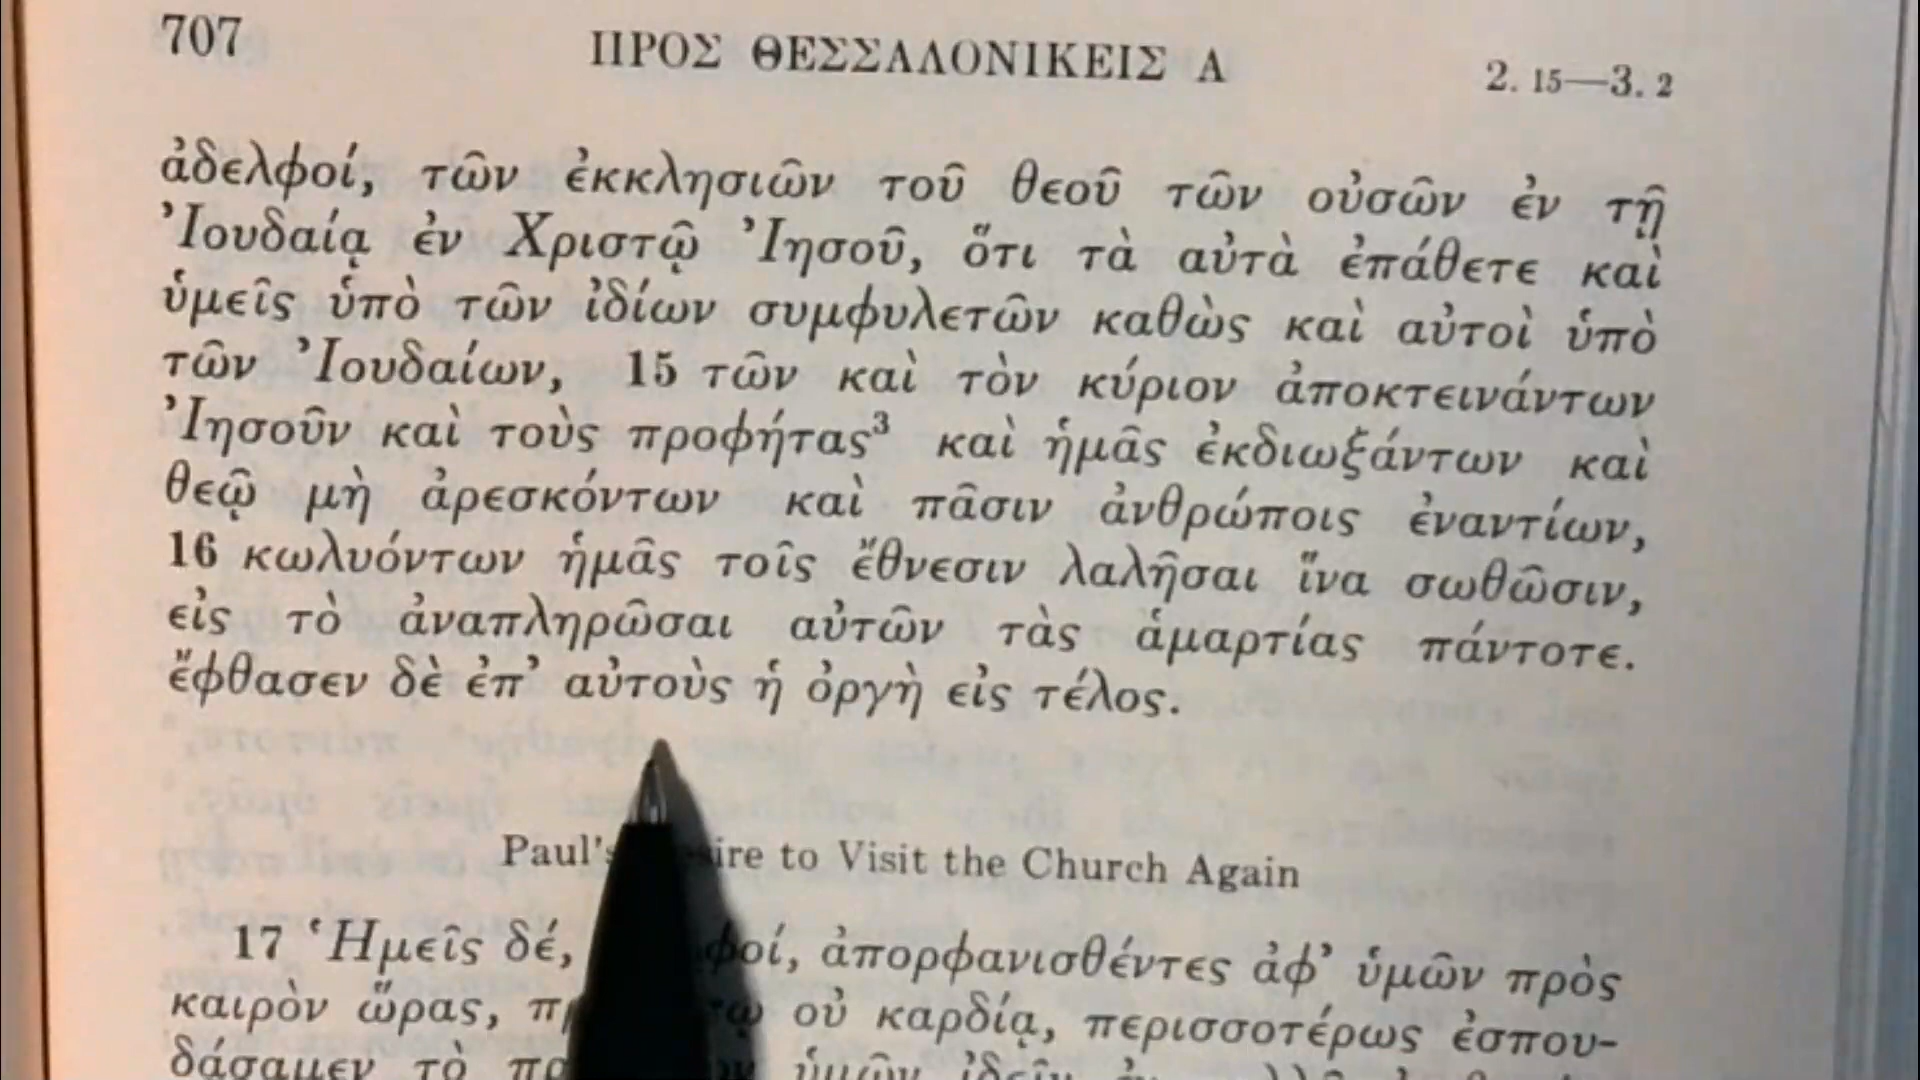 707 ΠΡΟΣ ΘΕΣΣΑΛΟΝΙΚΕΙΣ Α 2. 15—3. 2
ἀδελφοί, τῶν ἐκκλησιῶν τοῦ θεοῦ τῶν οὐσῶν ἐν τῇ
Ἰουδαίᾳ ἐν Χριστῷ Ἰησοῦ, ὅτι τὰ αὐτὰ ἐπάθετε καὶ
ὑμεῖς ὑπὸ τῶν ἰδίων συμφυλετῶν καθὼς καὶ αὐτοὶ ὑπὸ
τῶν Ἰουδαίων, 15 τῶν καὶ τὸν κύριον ἀποκτεινάντων
Ἰησοῦν καὶ τοὺς προφήτας³ καὶ ἡμᾶς ἐκδιωξάντων καὶ
θεῷ μὴ ἀρεσκόντων καὶ πᾶσιν ἀνθρώποις ἐναντίων,
16 κωλυόντων ἡμᾶς τοῖς ἔθνεσιν λαλῆσαι ἵνα σωθῶσιν,
εἰς τὸ ἀναπληρῶσαι αὐτῶν τὰς ἁμαρτίας πάντοτε.
ἔφθασεν δὲ ἐπ’ αὐτοὺς ἡ ὀργὴ εἰς τέλος.
Paul's to Visit the Church Again
17 Ἡμεῖς δέ, ἀπορφανισθέντες ἀφ’ ὑμῶν πρὸς
καιρὸν ὥρας, οὐ καρδίᾳ, περισσοτέρως ἐσπου-
δάσαμεν τὸ ὑμῶν ἰδεῖν